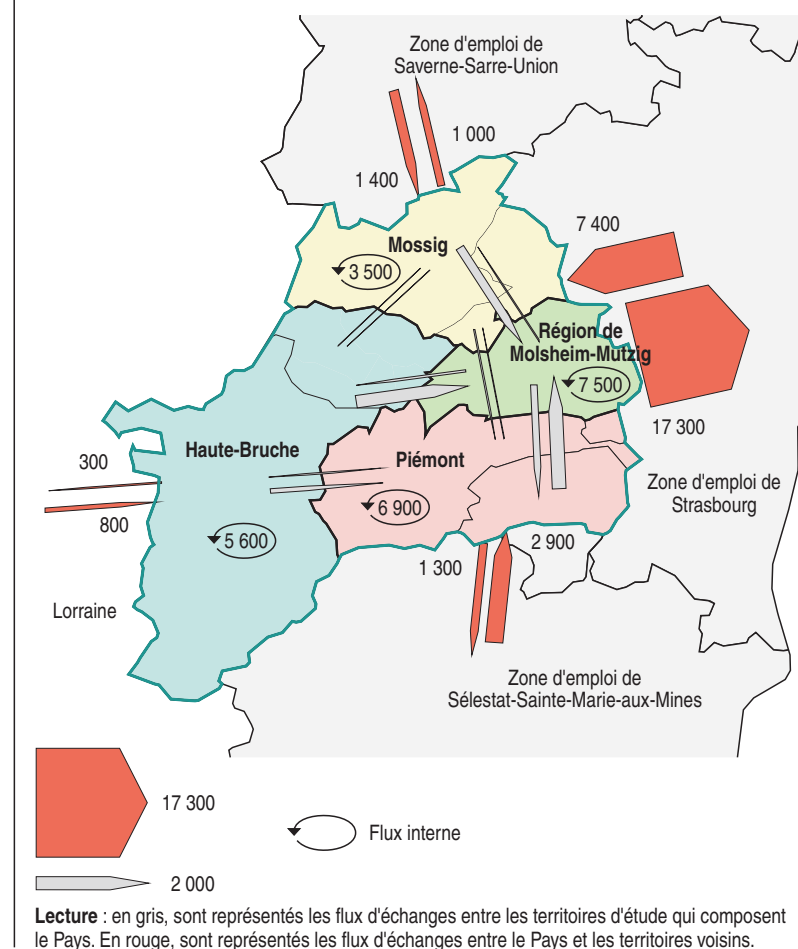 Zone d'emploi de
Saverne-Sarre-Union
1 000
1 400
7 400
Mossig
3 500
Région de
Molsheim-Mutzig
7 500
17 300
Haute-Bruche
Piémont
300
Zone d'emploi de
Strasbourg
800
6 900
5 600
2 900
1 300
Lorraine
Zone d'emploi de
Sélestat-Sainte-Marie-aux-Mines
17 300
Flux interne
2 000
Lecture : en gris, sont représentés les flux d'échanges entre les territoires d'étude qui composent
le Pays. En rouge, sont représentés les flux d'échanges entre le Pays et les territoires voisins.